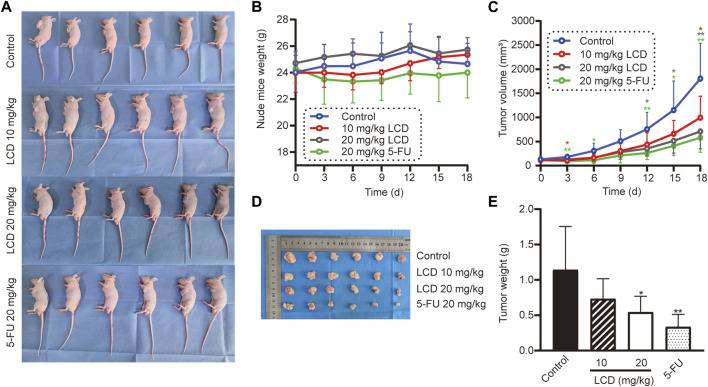 A
Control
LCD 10 mg/kg
LCD 20 mg/kg
5-FU 20 mg/kg
B
Nude mice weight (g)
28
26
24
22
20
18
16
Control
10 mg/kg LCD
20 mg/kg LCD
20 mg/kg 5-FU
0 3 6 9 12 15 18
Time (d)
C
Tumor volume (mm³)
3000
2500
2000
1500
1000
500
0
Control
10 mg/kg LCD
20 mg/kg LCD
20 mg/kg 5-FU
*
**
*
*
**
*
*
*
**
**
0 3 6 9 12 15 18
Time (d)
D
Control
LCD 10 mg/kg
LCD 20 mg/kg
5-FU 20 mg/kg
E
Tumor weight (g)
2.0
1.5
1.0
0.5
0.0
*
**
Control
10 20
LCD (mg/kg)
5-FU